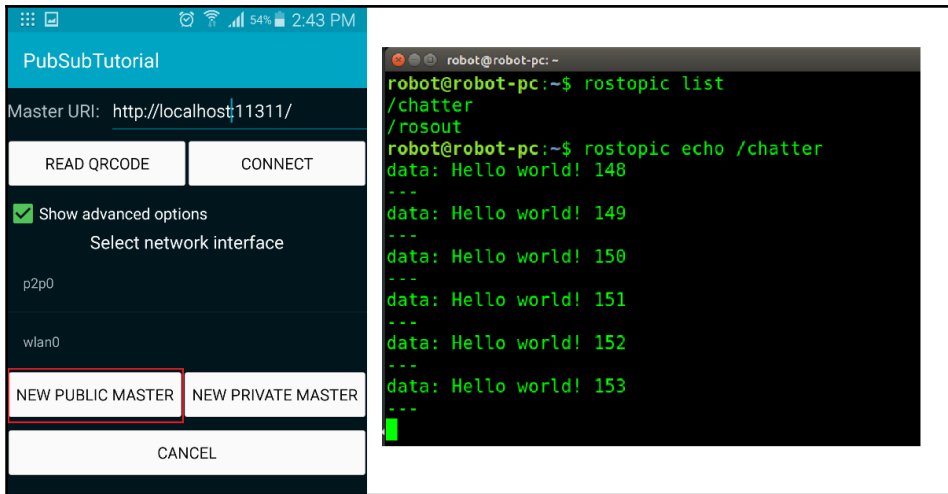 54% 2:43 PM
PubSubTutorial
Master URI: http://localhost:11311/
READ QRCODE CONNECT
Show advanced options
Select network interface
p2p0
wlan0
NEW PUBLIC MASTER NEW PRIVATE MASTER
CANCEL
robot@robot-pc: ~
robot@robot-pc:~$ rostopic list
/chatter
/rosout
robot@robot-pc:~$ rostopic echo /chatter
data: Hello world! 148
---
data: Hello world! 149
---
data: Hello world! 150
---
data: Hello world! 151
---
data: Hello world! 152
---
data: Hello world! 153
---